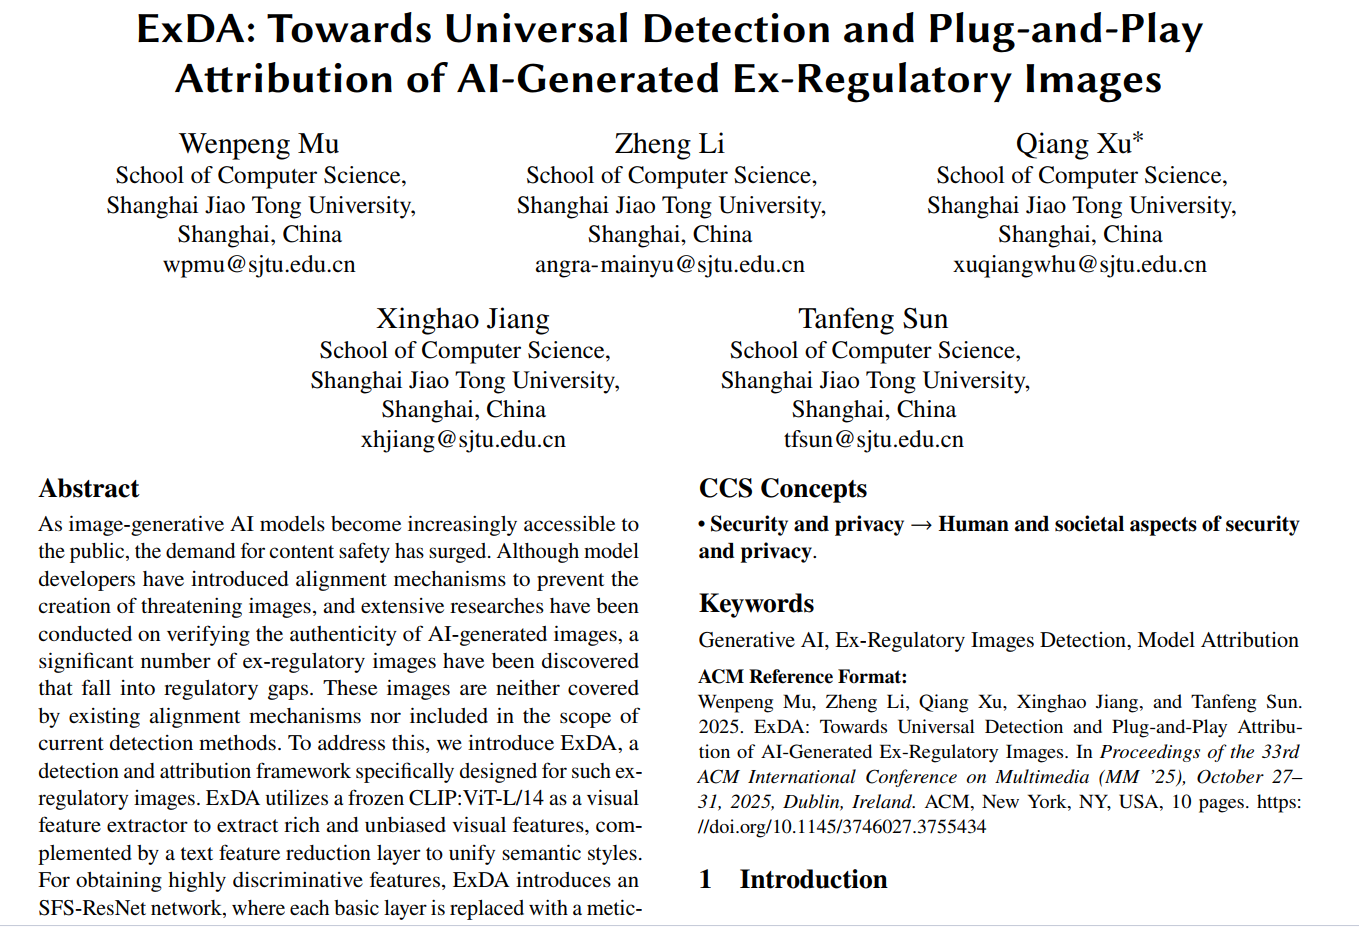 ExDA: Towards Universal Detection and Plug-and-Play
Attribution of AI-Generated Ex-Regulatory Images
Wenpeng Mu
School of Computer Science,
Shanghai Jiao Tong University,
Shanghai, China
wpmu@sjtu.edu.cn
Zheng Li
School of Computer Science,
Shanghai Jiao Tong University,
Shanghai, China
angra-mainyu@sjtu.edu.cn
Qiang Xu*
School of Computer Science,
Shanghai Jiao Tong University,
Shanghai, China
xuqiangwhu@sjtu.edu.cn
Xinghao Jiang
School of Computer Science,
Shanghai Jiao Tong University,
Shanghai, China
xhjiang@sjtu.edu.cn
Tanfeng Sun
School of Computer Science,
Shanghai Jiao Tong University,
Shanghai, China
tfsun@sjtu.edu.cn
Abstract
As image-generative AI models become increasingly accessible to
the public, the demand for content safety has surged. Although model
developers have introduced alignment mechanisms to prevent the
creation of threatening images, and extensive researches have been
conducted on verifying the authenticity of AI-generated images, a
significant number of ex-regulatory images have been discovered
that fall into regulatory gaps. These images are neither covered
by existing alignment mechanisms nor included in the scope of
current detection methods. To address this, we introduce ExDA, a
detection and attribution framework specifically designed for such ex-
regulatory images. ExDA utilizes a frozen CLIP:ViT-L/14 as a visual
feature extractor to extract rich and unbiased visual features, com-
plemented by a text feature reduction layer to unify semantic styles.
For obtaining highly discriminative features, ExDA introduces an
SFS-ResNet network, where each basic layer is replaced with a metic-
CCS Concepts
• Security and privacy → Human and societal aspects of security
and privacy.
Keywords
Generative AI, Ex-Regulatory Images Detection, Model Attribution
ACM Reference Format:
Wenpeng Mu, Zheng Li, Qiang Xu, Xinghao Jiang, and Tanfeng Sun.
2025. ExDA: Towards Universal Detection and Plug-and-Play Attribu-
tion of AI-Generated Ex-Regulatory Images. In Proceedings of the 33rd
ACM International Conference on Multimedia (MM ’25), October 27–
31, 2025, Dublin, Ireland. ACM, New York, NY, USA, 10 pages. https:
//doi.org/10.1145/3746027.3755434
1 Introduction